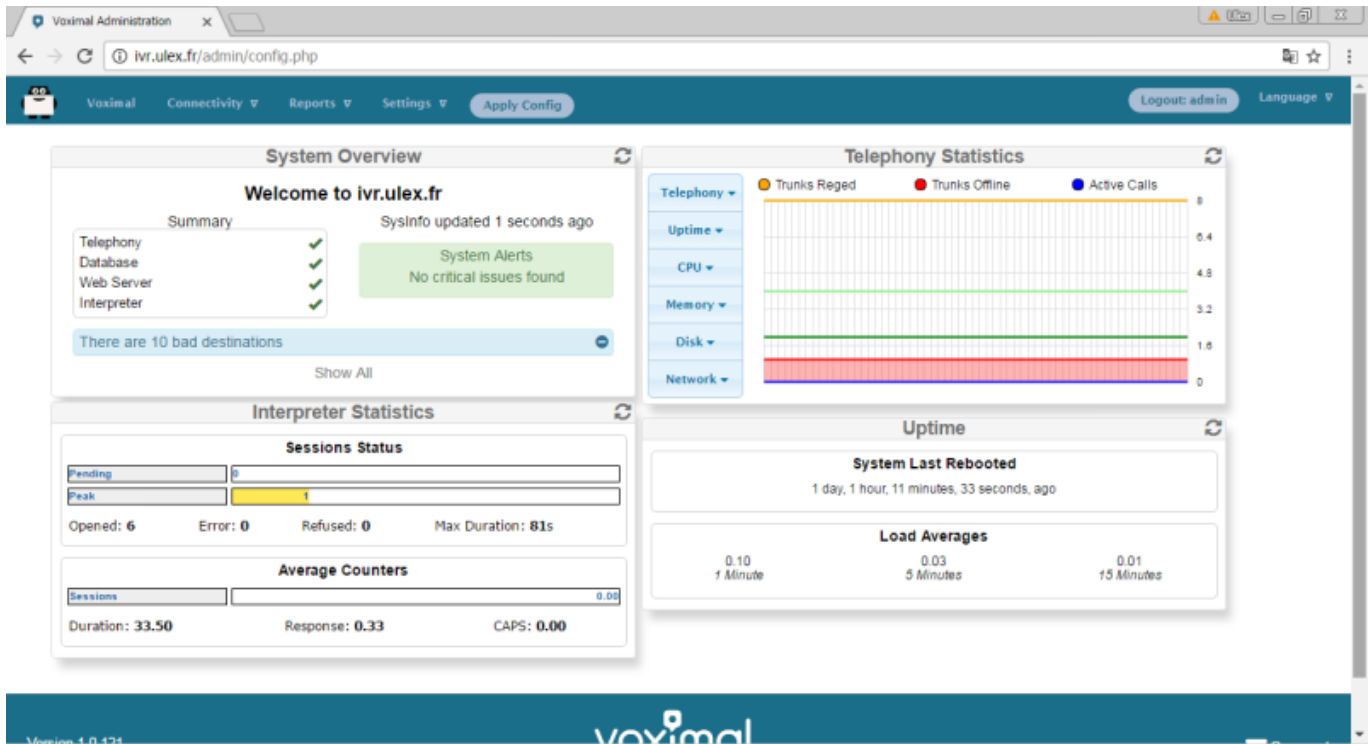 Voximal Administration
ivr.ulex.fr/admin/config.php
Voximal Connectivity Reports Settings Apply Config Logout: admin Language
System Overview
Welcome to ivr.ulex.fr
Summary
SysInfo updated 1 seconds ago
Telephony
Database
Web Server
Interpreter
System Alerts
No critical issues found
There are 10 bad destinations
Show All
Telephony Statistics
Telephony
Uptime
CPU
Memory
Disk
Network
Trunks Reged Trunks Offline Active Calls
8
6.4
4.8
3.2
1.6
0
Interpreter Statistics
Sessions Status
Pending 0
Peak 1
Opened: 6 Error: 0 Refused: 0 Max Duration: 81s
Average Counters
Sessions 0.00
Duration: 33.50 Response: 0.33 CAPS: 0.00
Uptime
System Last Rebooted
1 day, 1 hour, 11 minutes, 33 seconds, ago
Load Averages
0.10 0.03 0.01
1 Minute 5 Minutes 15 Minutes
voximal
Version 1.0.121